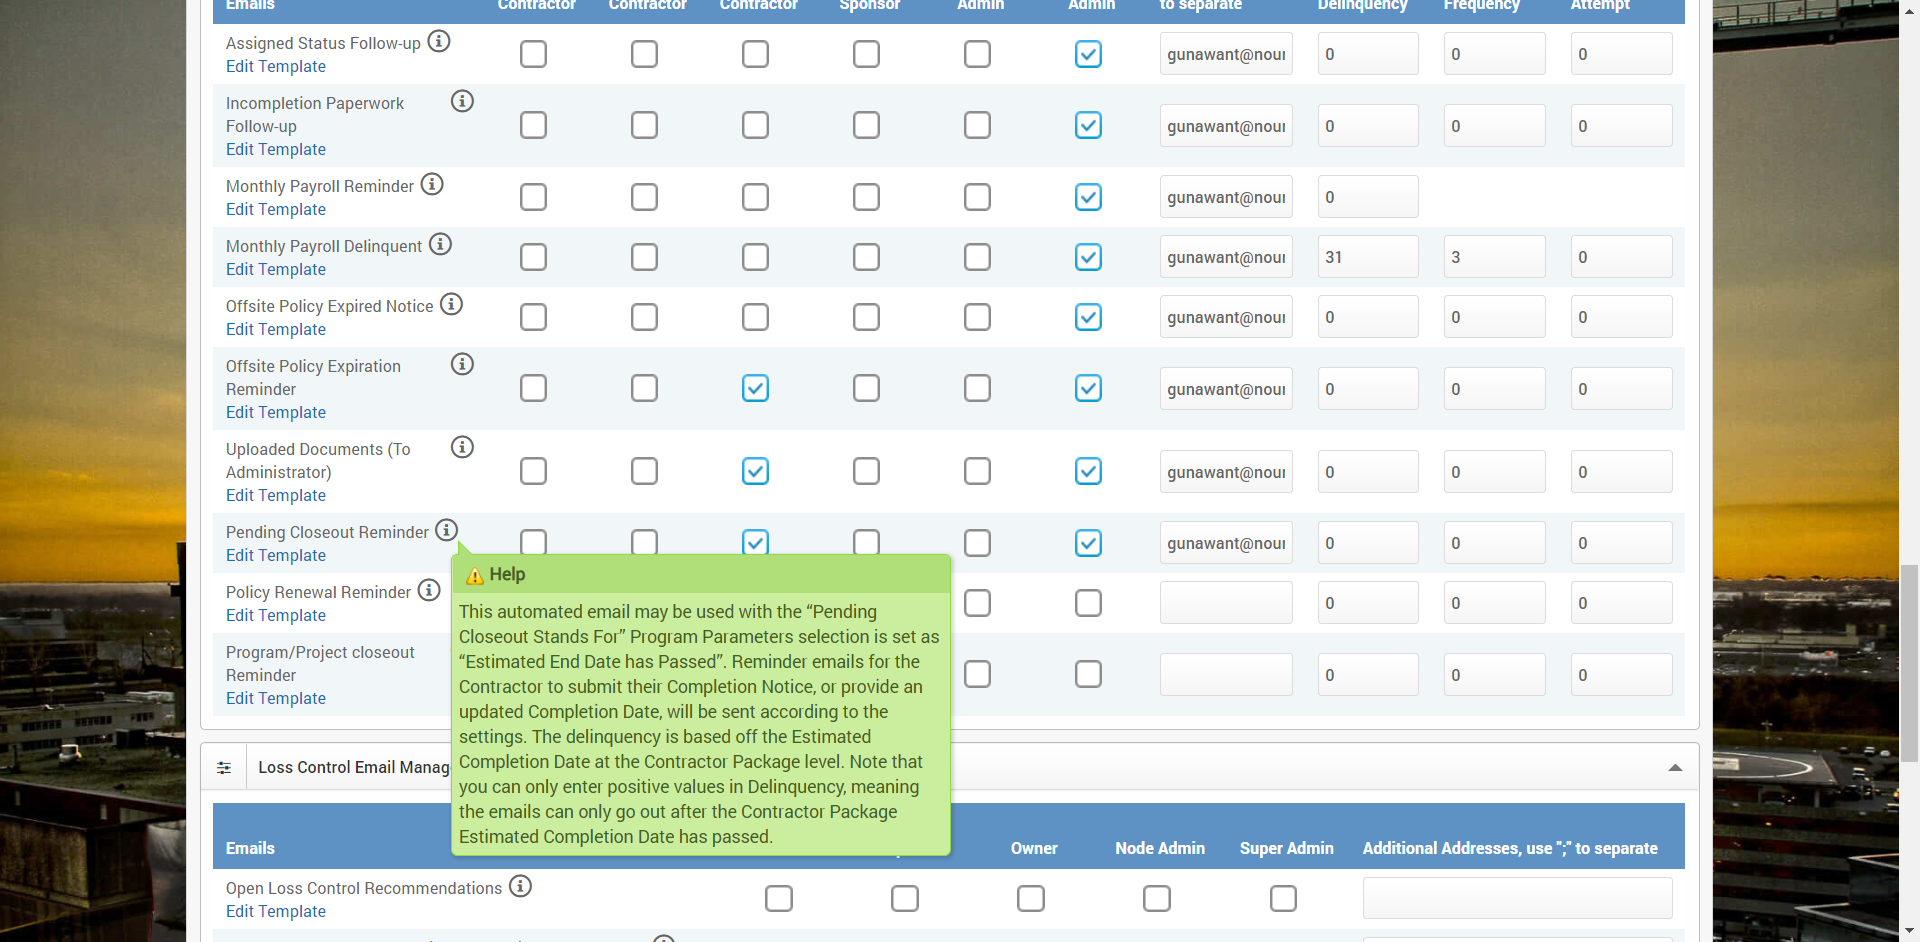 Emails Contractor Contractor Contractor Sponsor Admin Admin to separate Delinquency Frequency Attempt
Assigned Status Follow-up
Edit Template
gunawant@nour 0 0 0
Incompletion Paperwork
Follow-up
Edit Template
gunawant@nour 0 0 0
Monthly Payroll Reminder
Edit Template
gunawant@nour 0
Monthly Payroll Delinquent
Edit Template
gunawant@nour 31 3 0
Offsite Policy Expired Notice
Edit Template
gunawant@nour 0 0 0
Offsite Policy Expiration
Reminder
Edit Template
gunawant@nour 0 0 0
Uploaded Documents (To
Administrator)
Edit Template
gunawant@nour 0 0 0
Pending Closeout Reminder
Edit Template
gunawant@nour 0 0 0
Policy Renewal Reminder
Edit Template
0 0 0
Program/Project closeout
Reminder
Edit Template
0 0 0
Help
This automated email may be used with the “Pending
Closeout Stands For” Program Parameters selection is set as
“Estimated End Date has Passed”. Reminder emails for the
Contractor to submit their Completion Notice, or provide an
updated Completion Date, will be sent according to the
settings. The delinquency is based off the Estimated
Completion Date at the Contractor Package level. Note that
you can only enter positive values in Delinquency, meaning
the emails can only go out after the Contractor Package
Estimated Completion Date has passed.
Loss Control Email Manag
Emails Owner Node Admin Super Admin Additional Addresses, use ";" to separate
Open Loss Control Recommendations
Edit Template